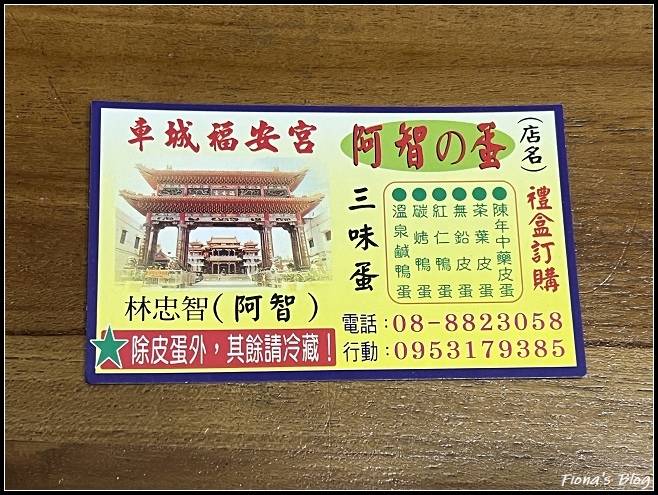 車城福安宮
阿智の蛋
(店名)
三味蛋
溫泉鹹鴨蛋
碳烤鴨蛋
紅仁鴨蛋
無鉛皮蛋
茶葉皮蛋
陳年中藥皮蛋
禮盒訂購
林忠智(阿智)
除皮蛋外，其餘請冷藏！
電話：08-8823058
行動：0953179385
Fiona's Blog